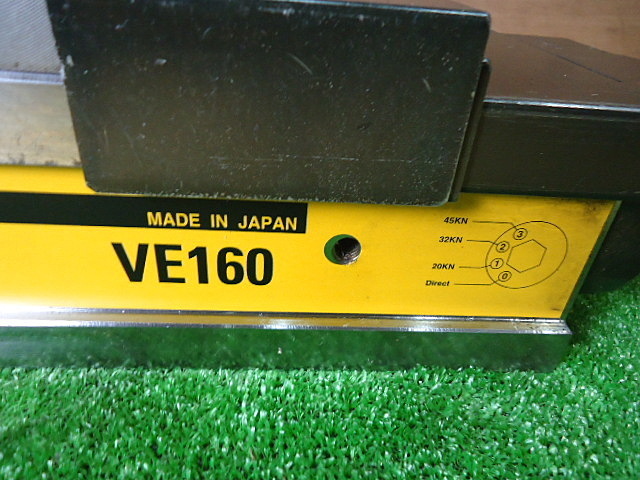 MADE IN JAPAN
VE160
45KN 3
32KN 2
20KN 1
Direct 0